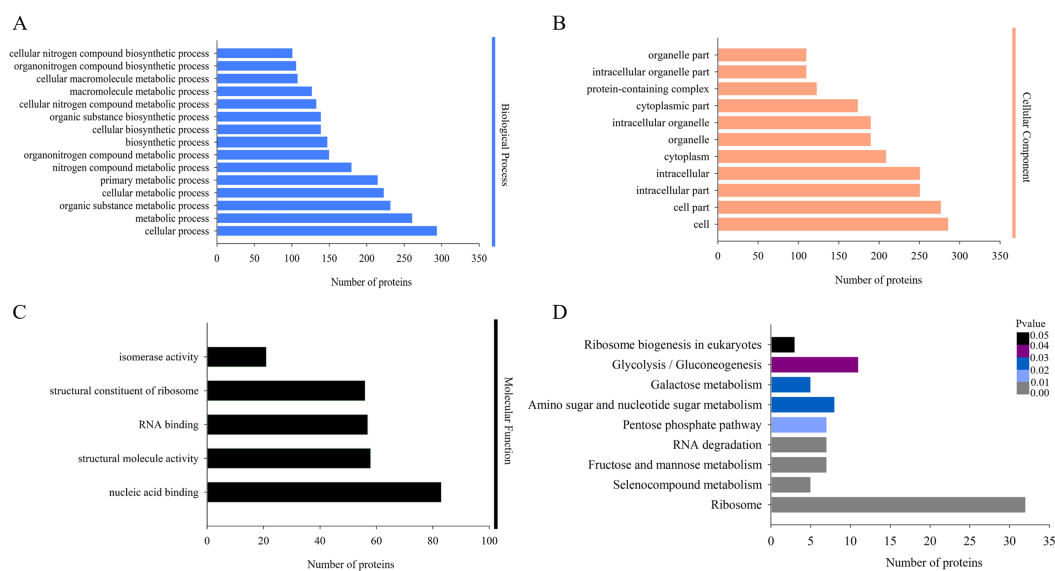 A
cellular nitrogen compound biosynthetic process
organonitrogen compound biosynthetic process
cellular macromolecule metabolic process
macromolecule metabolic process
cellular nitrogen compound metabolic process
organic substance biosynthetic process
cellular biosynthetic process
biosynthetic process
organonitrogen compound metabolic process
nitrogen compound metabolic process
primary metabolic process
cellular metabolic process
organic substance metabolic process
metabolic process
cellular process
0 50 100 150 200 250 300 350
Number of proteins
Biological Process
B
organelle part
intracellular organelle part
protein-containing complex
cytoplasmic part
intracellular organelle
organelle
cytoplasm
intracellular
intracellular part
cell part
cell
0 50 100 150 200 250 300 350
Number of proteins
Cellular Component
C
isomerase activity
structural constituent of ribosome
RNA binding
structural molecule activity
nucleic acid binding
0 20 40 60 80 100
Number of proteins
Molecular Function
D
Ribosome biogenesis in eukaryotes
Glycolysis / Gluconeogenesis
Galactose metabolism
Amino sugar and nucleotide sugar metabolism
Pentose phosphate pathway
RNA degradation
Fructose and mannose metabolism
Selenocompound metabolism
Ribosome
0 5 10 15 20 25 30 35
Number of proteins
Pvalue
0.05
0.04
0.03
0.02
0.01
0.00